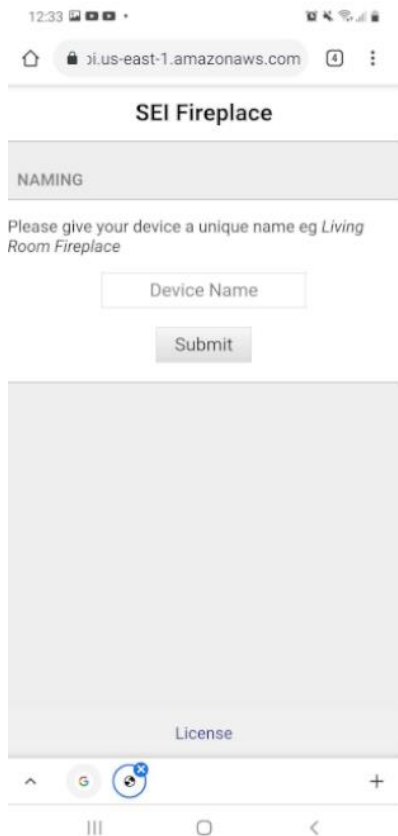 12:33
oi.us-east-1.amazonaws.com 4
SEI Fireplace
NAMING
Please give your device a unique name eg Living
Room Fireplace
Device Name
Submit
License
G